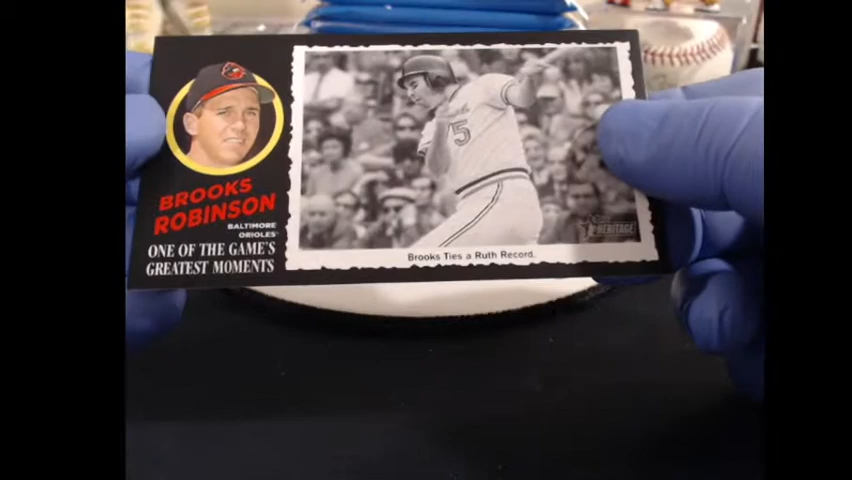 BROOKS
ROBINSON
BALTIMORE
ORIOLES
ONE OF THE GAME'S
GREATEST MOMENTS
5
HERITAGE
Brooks Ties a Ruth Record.